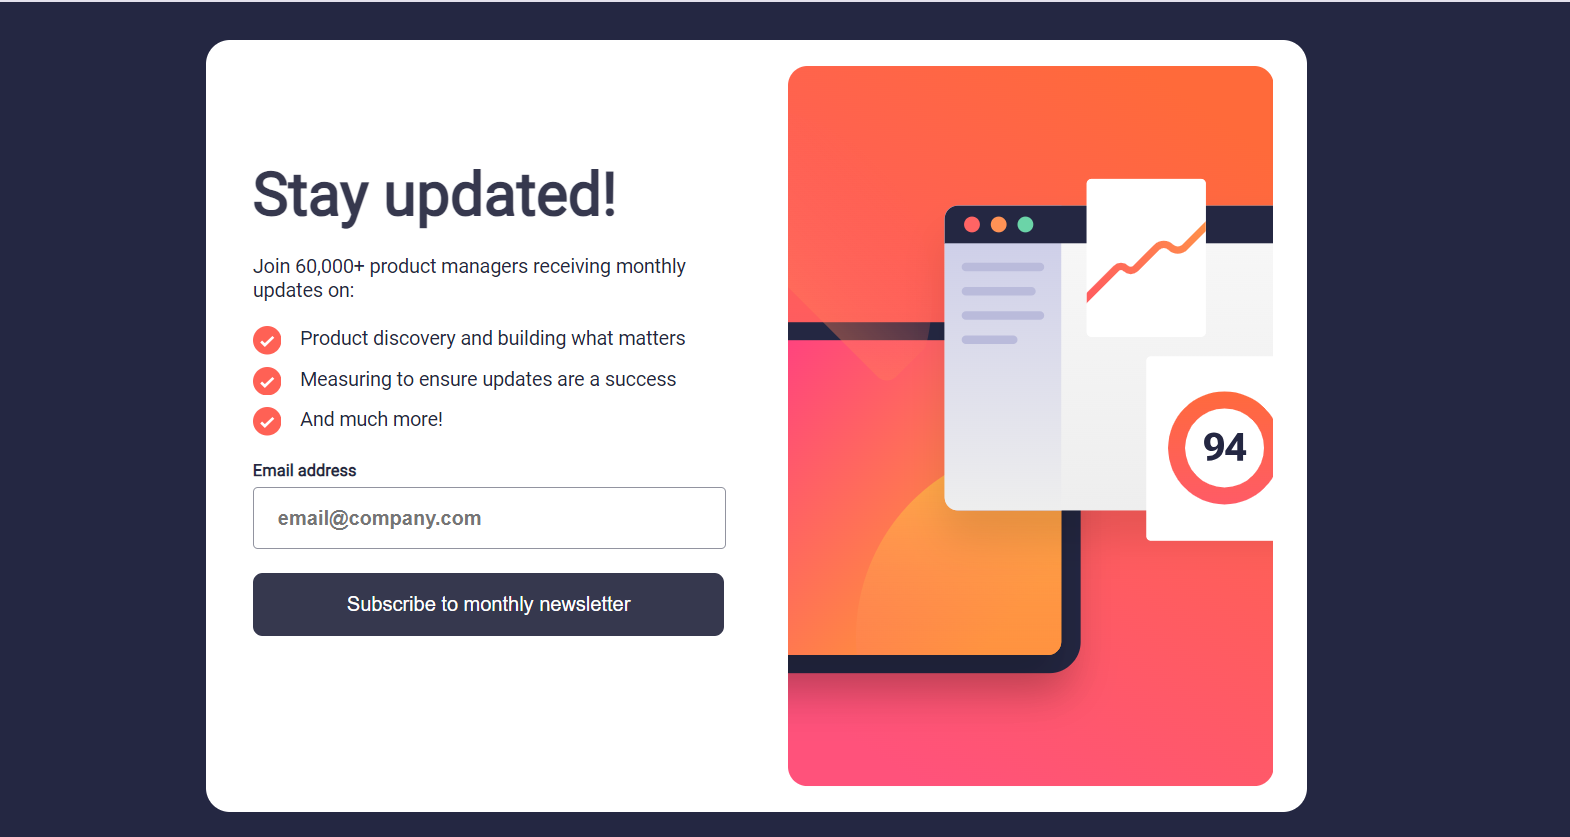 Stay updated!
Join 60,000+ product managers receiving monthly
updates on:
Product discovery and building what matters
Measuring to ensure updates are a success
And much more!
Email address
email@company.com
Subscribe to monthly newsletter
94